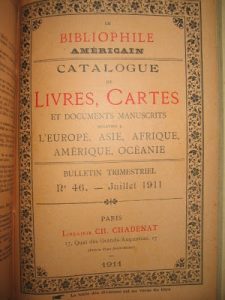 LE
BIBLIOPHILE
AMÉRICAIN
CATALOGUE
DE
LIVRES, CARTES
ET DOCUMENTS MANUSCRITS
RELATIFS A
L'EUROPE, ASIE, AFRIQUE,
AMÉRIQUE, OCÉANIE
BULLETIN TRIMESTRIEL
No 46. — Juillet 1911
PARIS
LIBRAIRIE CH. CHADENAT
17, Quai des Grands-Augustins, 17
1911